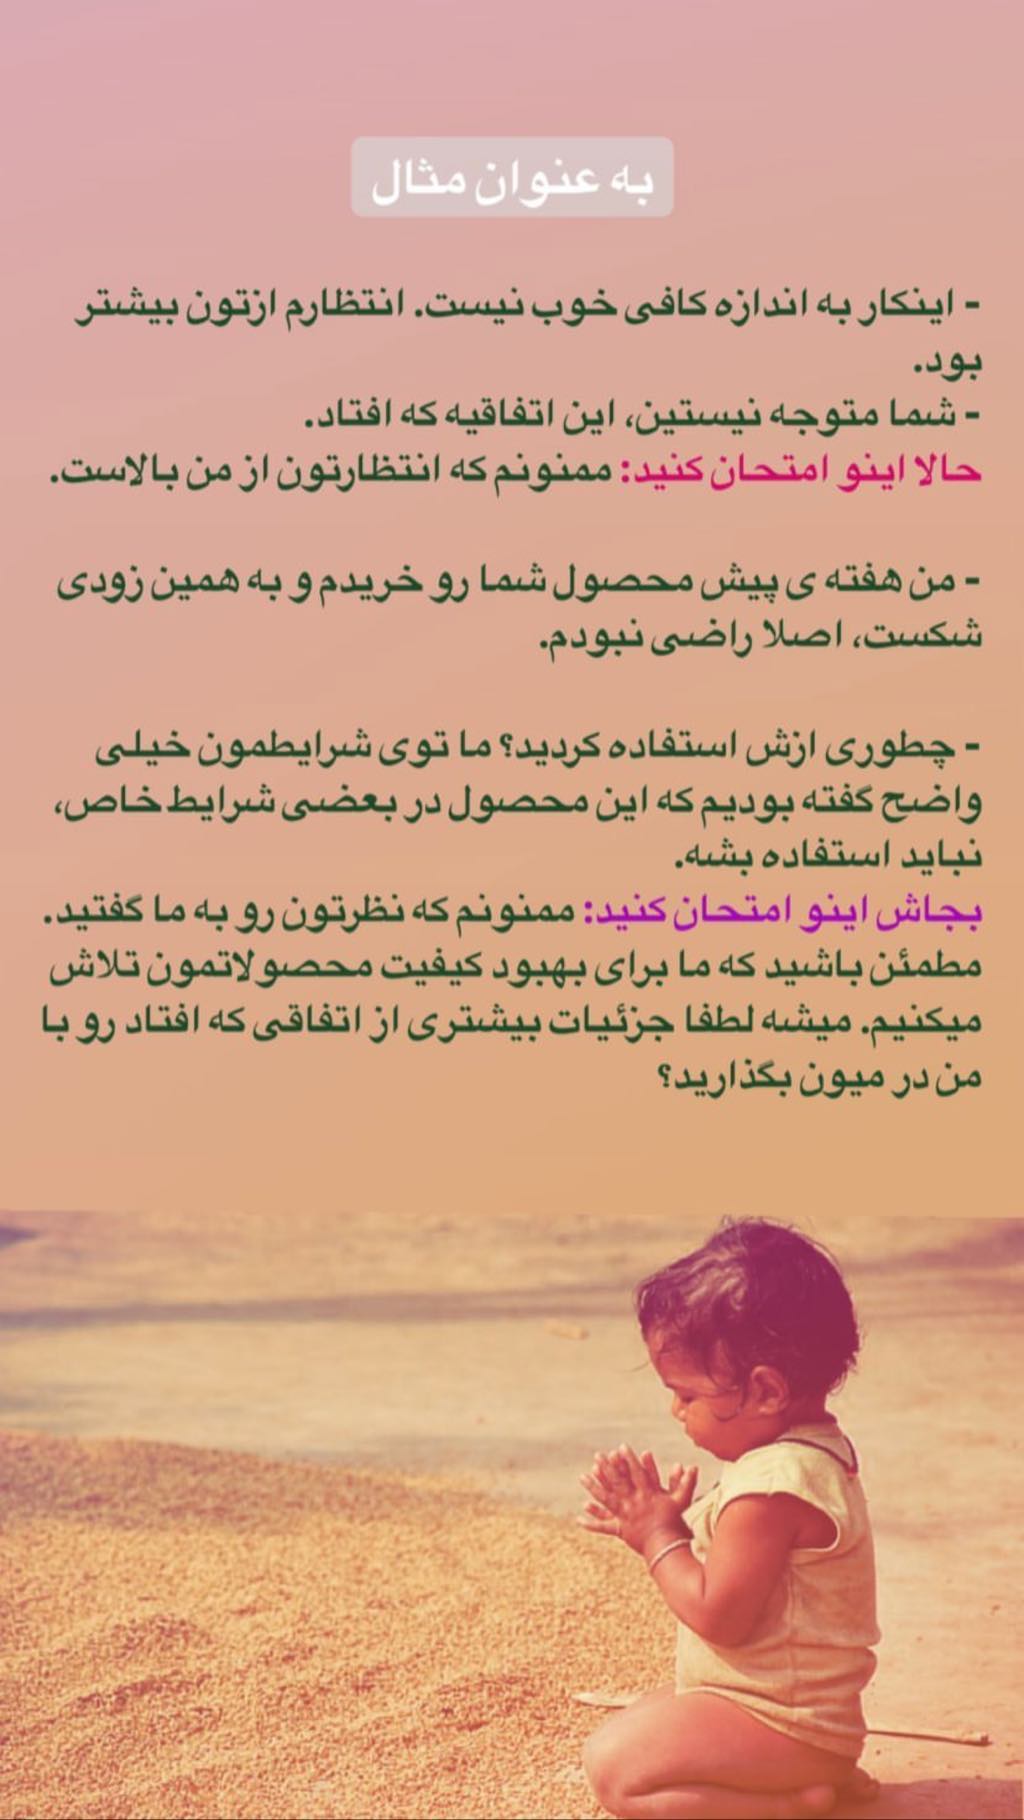 به عنوان مثال
- اینکار به اندازه کافی خوب نیست. انتظارم ازتون بیشتر
بود.
- شما متوجه نیستین، این اتفاقیه که افتاد.
حالا اینو امتحان کنید: ممنونم که انتظارتون از من بالاست.
- من هفته ی پیش محصول شما رو خریدم و به همین زودی
شکست، اصلا راضی نبودم.
- چطوری ازش استفاده کردید؟ ما توی شرایطمون خیلی
واضح گفته بودیم که این محصول در بعضی شرایط خاص،
نباید استفاده بشه.
بجاش اینو امتحان کنید: ممنونم که نظرتون رو به ما گفتید.
مطمئن باشید که ما برای بهبود کیفیت محصولاتمون تلاش
میکنیم. میشه لطفا جزئیات بیشتری از اتفاقی که افتاد رو با
من در میون بگذارید؟